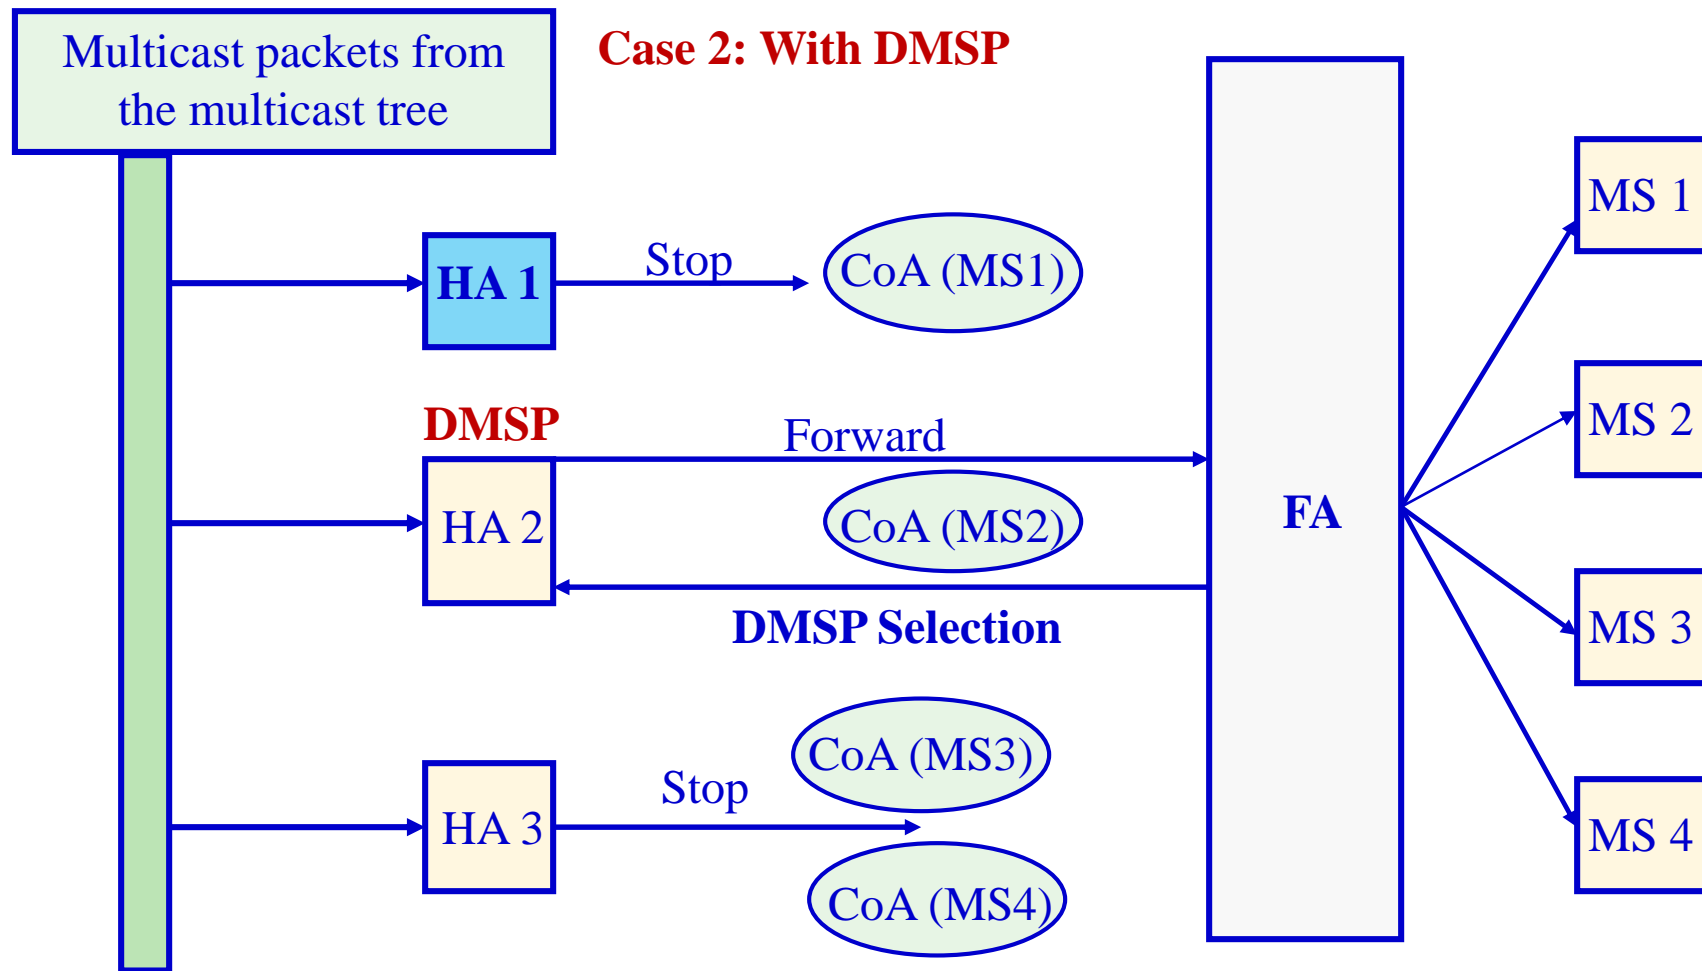 Multicast packets from
the multicast tree
Case 2: With DMSP
MS 1
Stop
CoA (MS1)
HA 1
DMSP
Forward
MS 2
HA 2
CoA (MS2)
FA
DMSP Selection
MS 3
CoA (MS3)
Stop
HA 3
MS 4
CoA (MS4)